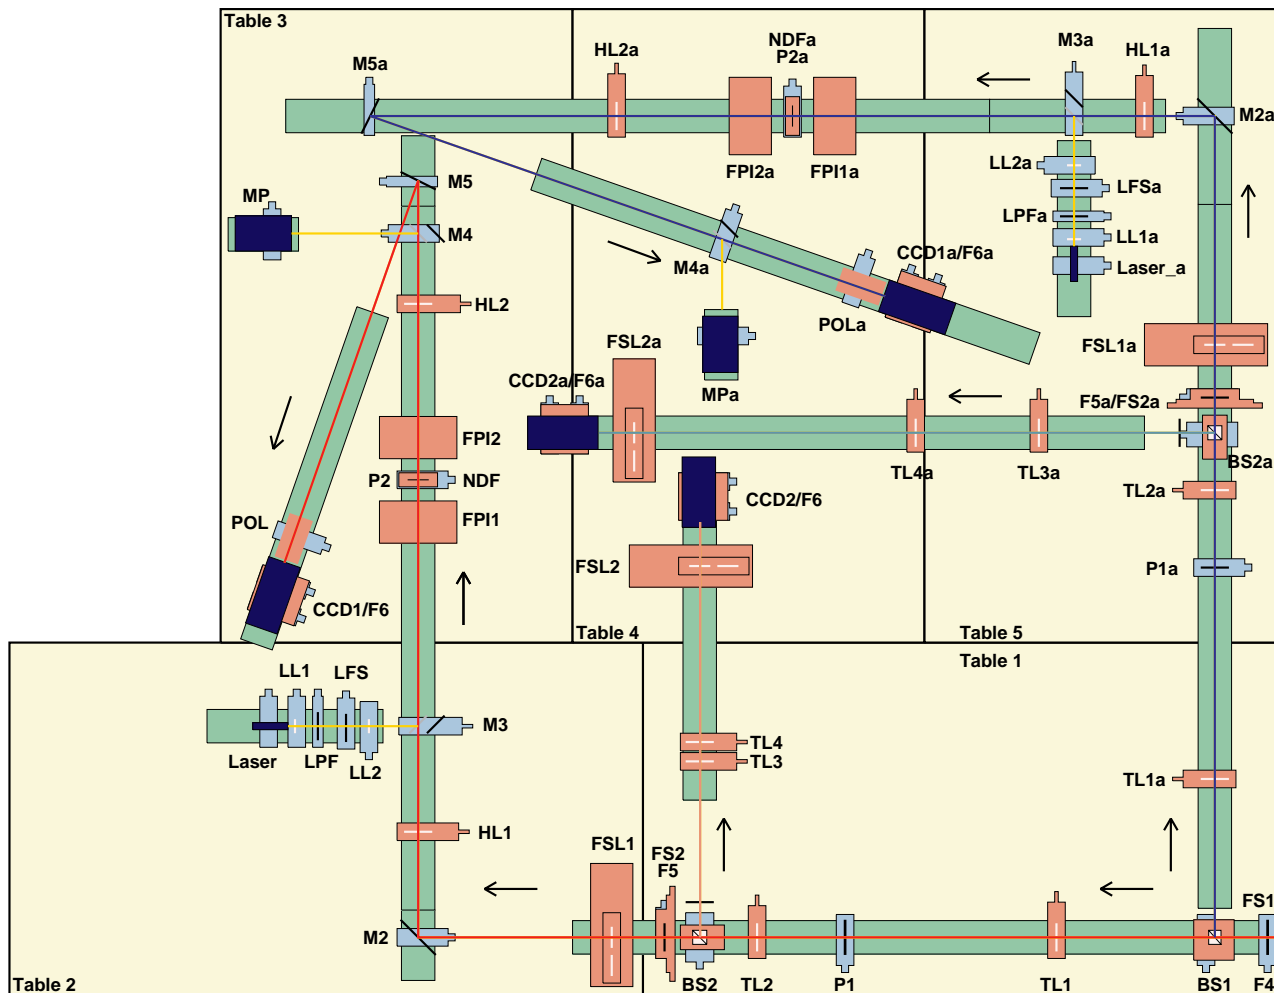 Table 3
M5a
HL2a
NDFa
P2a
M3a
HL1a
M2a
FPI2a
FPI1a
LL2a
LFSa
LPFa
LL1a
Laser_a
M5
MP
M4
M4a
CCD1a/F6a
POLa
HL2
FSL2a
FSL1a
CCD2a/F6a
MPa
F5a/FS2a
BS2a
TL4a
TL3a
TL2a
FPI2
P2
NDF
FPI1
CCD2/F6
POL
FSL2
P1a
CCD1/F6
Table 4
Table 5
Table 1
LL1
LFS
M3
Laser
LPF
LL2
TL4
TL3
TL1a
HL1
FSL1
FS2
F5
FS1
M2
Table 2
BS2
TL2
P1
TL1
BS1
F4